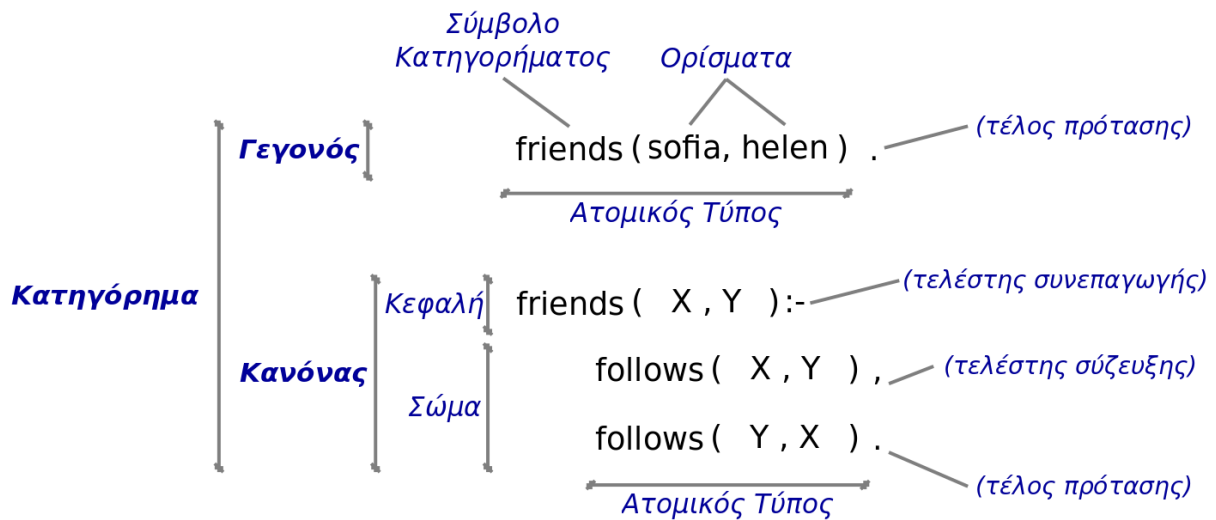 Σύμβολο
Κατηγορήματος Ορίσματα
(τέλος πρότασης)
Γεγονός friends ( sofia, helen ) .
Ατομικός Τύπος
Κατηγόρημα
Κεφαλή friends ( X , Y ) :- (τελέστης συνεπαγωγής)
Κανόνας follows ( X , Y ) , (τελέστης σύζευξης)
Σώμα
follows ( Y , X ) .
(τέλος πρότασης)
Ατομικός Τύπος